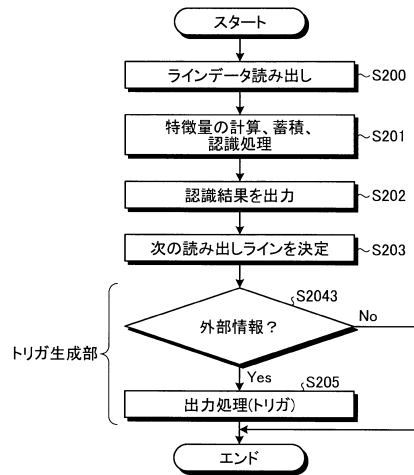 スタート
ラインデータ読み出し
S200
特徴量の計算、蓄積、
認識処理
S201
認識結果を出力
S202
次の読み出しラインを決定
S203
S2043
外部情報？
No
トリガ生成部
Yes
S205
出力処理(トリガ)
エンド